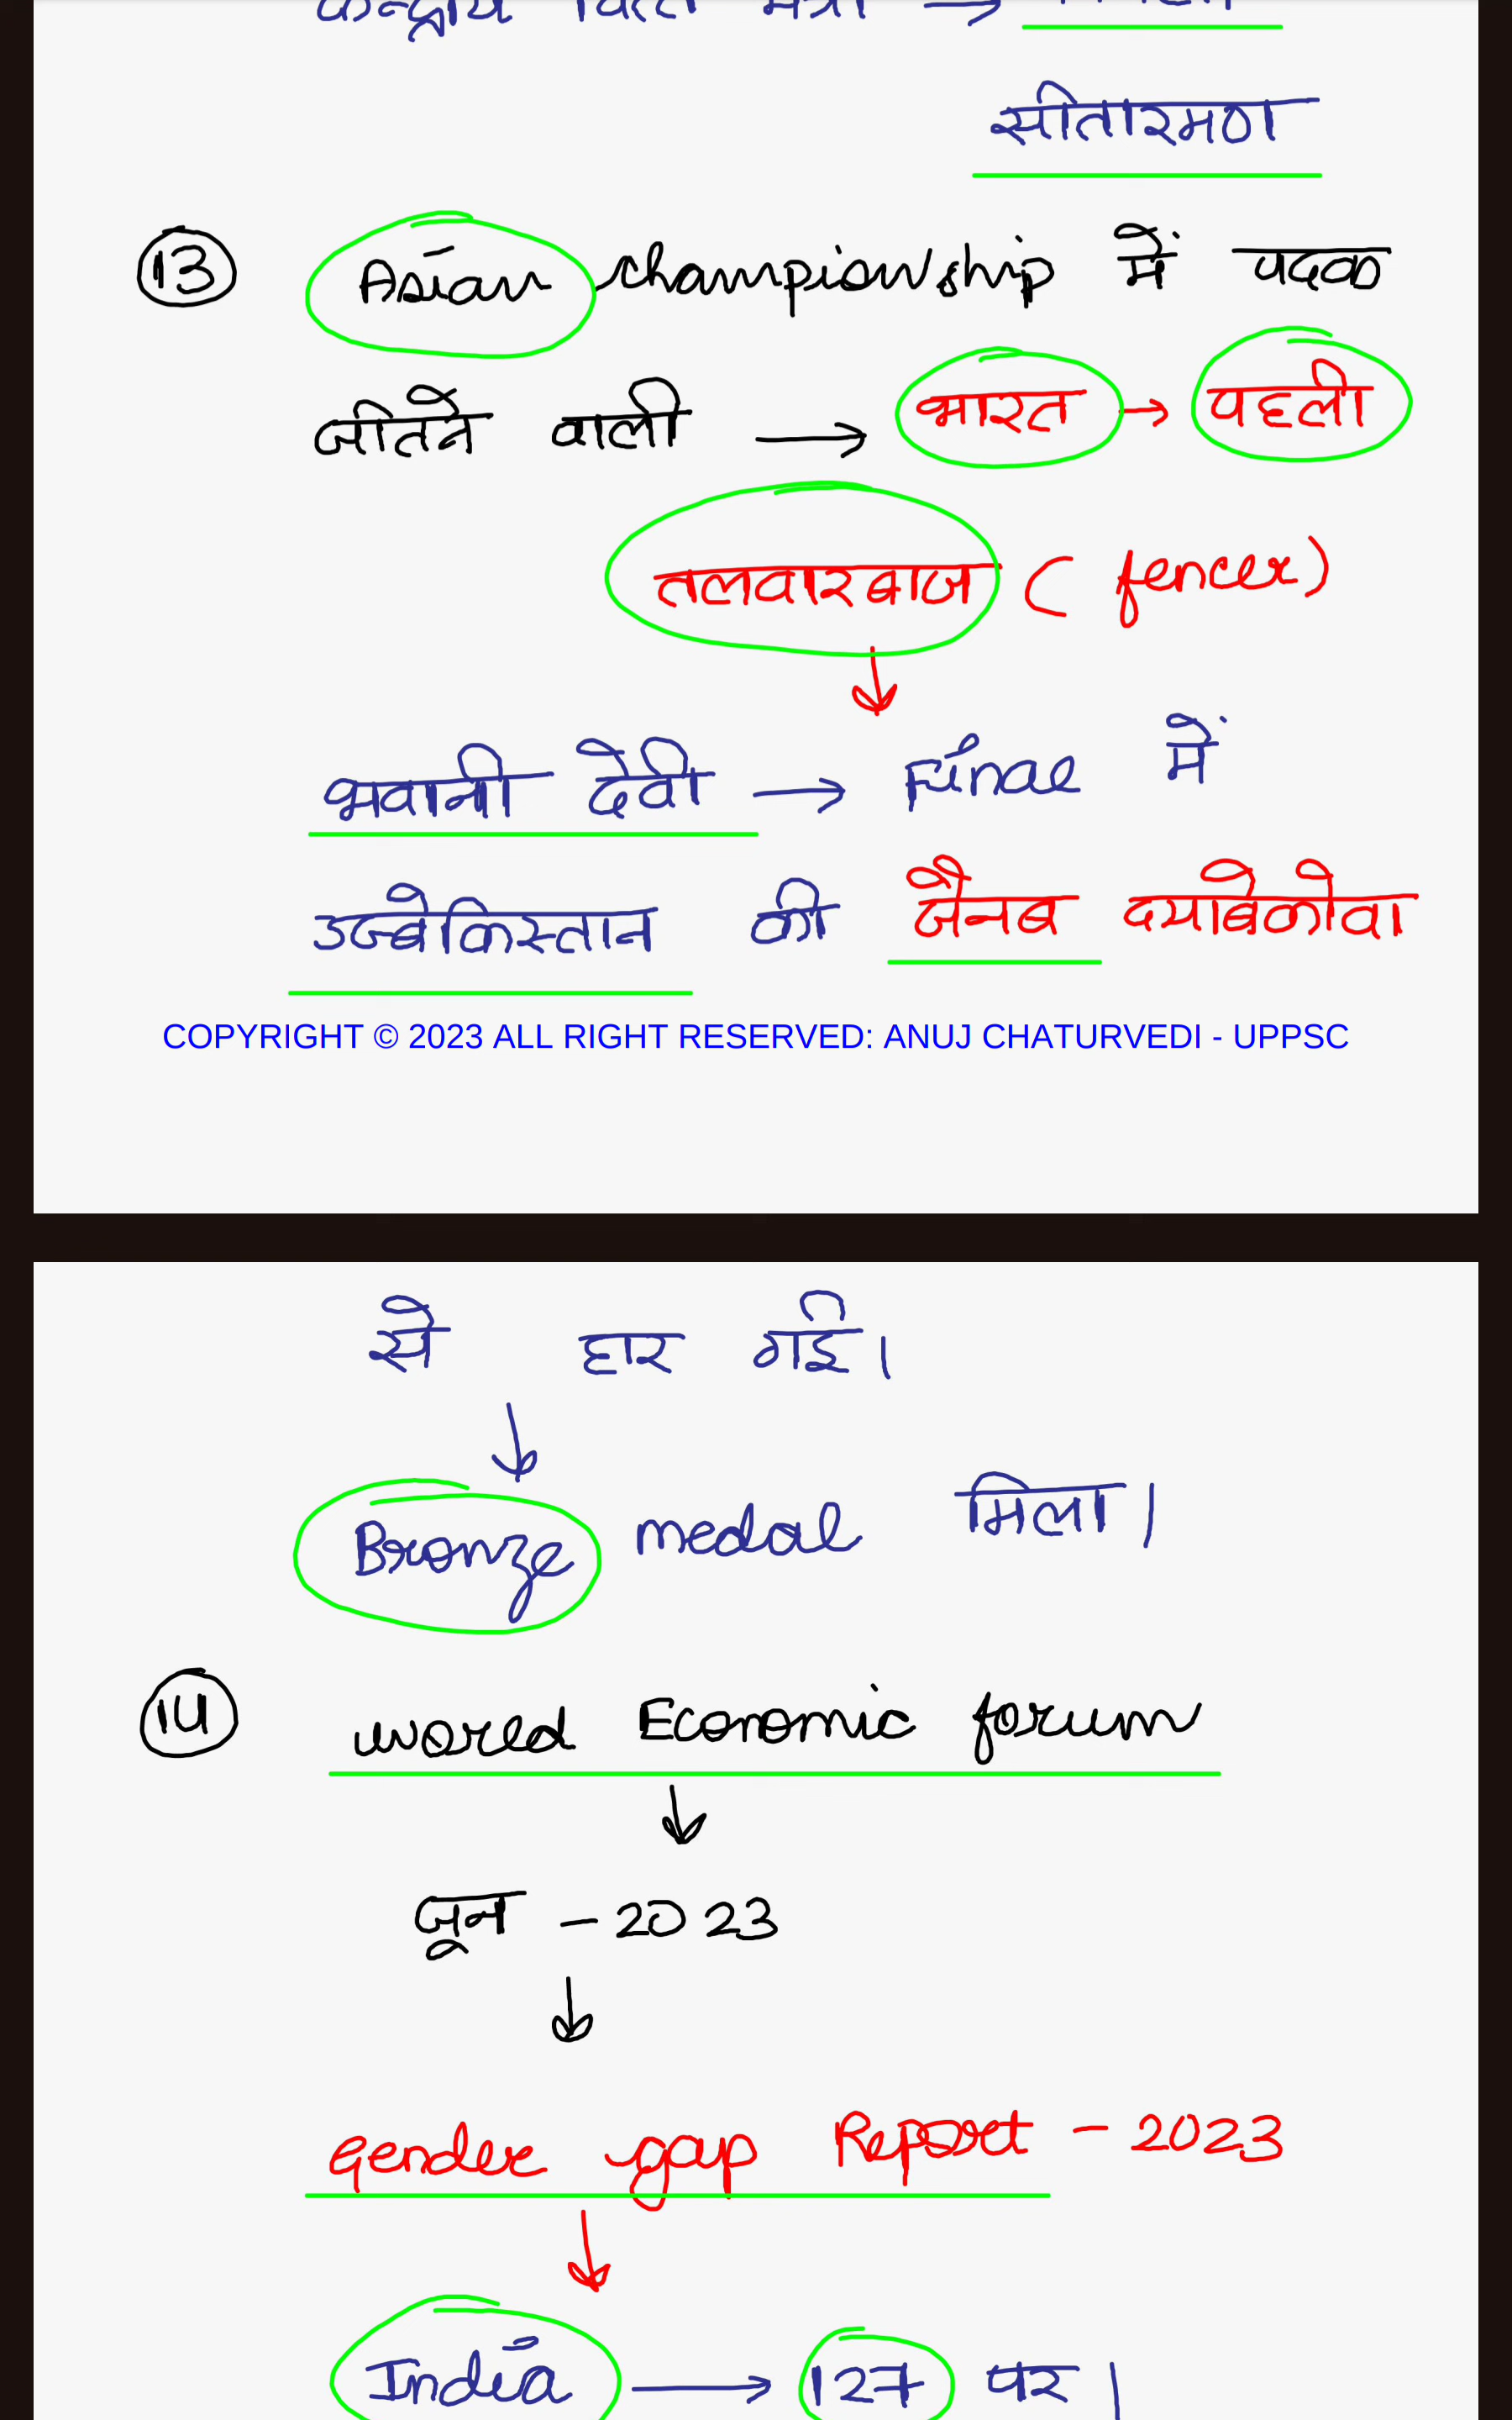 केन्द्रीय वित्त मंत्री →
सीतारमण
13 Asian championship में पदक
जीतने वाली → भारत → पहली
तलवारबाज (fencer)
↓
भवानी देवी → final में
उज्बेकिस्तान की जैनब दयाबेकोवा
COPYRIGHT © 2023 ALL RIGHT RESERVED: ANUJ CHATURVEDI - UPPSC
से हार गई।
↓
Bronze medal मिला।
14 world Economic forum
↓
जून - 2023
↓
gender gap Report - 2023
↓
India → 127 पर।